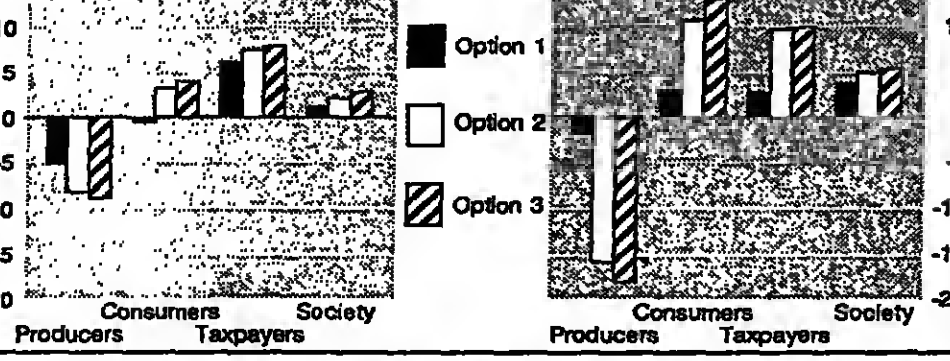 0
5
Option 1
0
Option 2
5
0
Option 3
-1
5
-1
0
-2
Consumers Society
Producers Taxpayers
Consumers Society
Producers Taxpayers